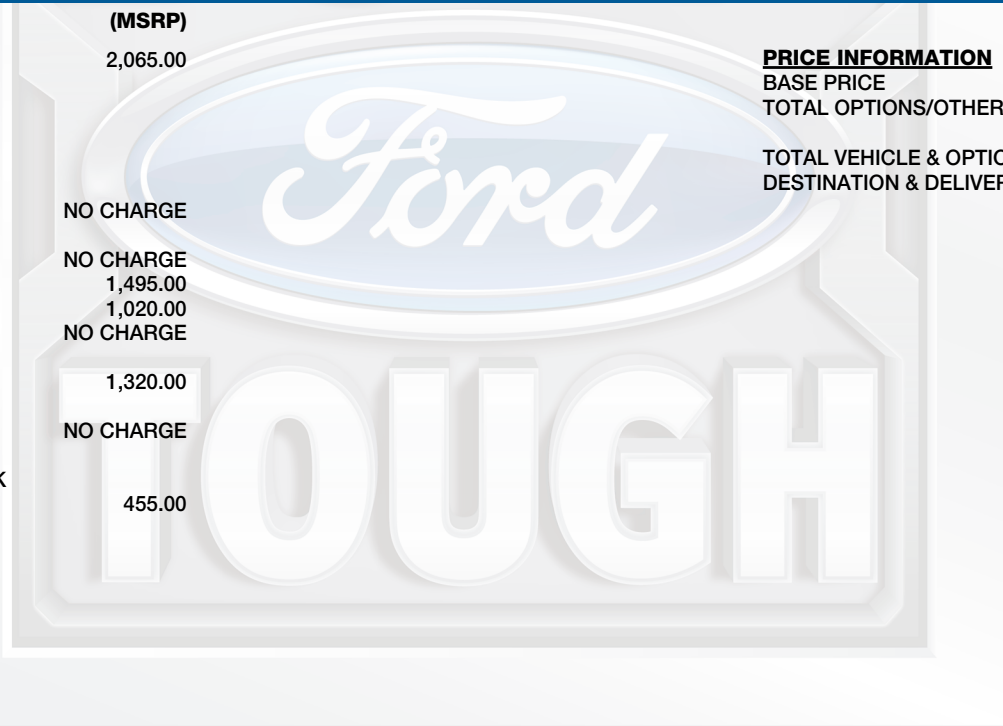 (MSRP)
2,065.00
NO CHARGE
NO CHARGE
1,495.00
1,020.00
NO CHARGE
1,320.00
NO CHARGE
K
455.00
PRICE INFORMATION
BASE PRICE
TOTAL OPTIONS/OTHER
TOTAL VEHICLE & OPTIO
DESTINATION & DELIVER
Ford
TOUGH